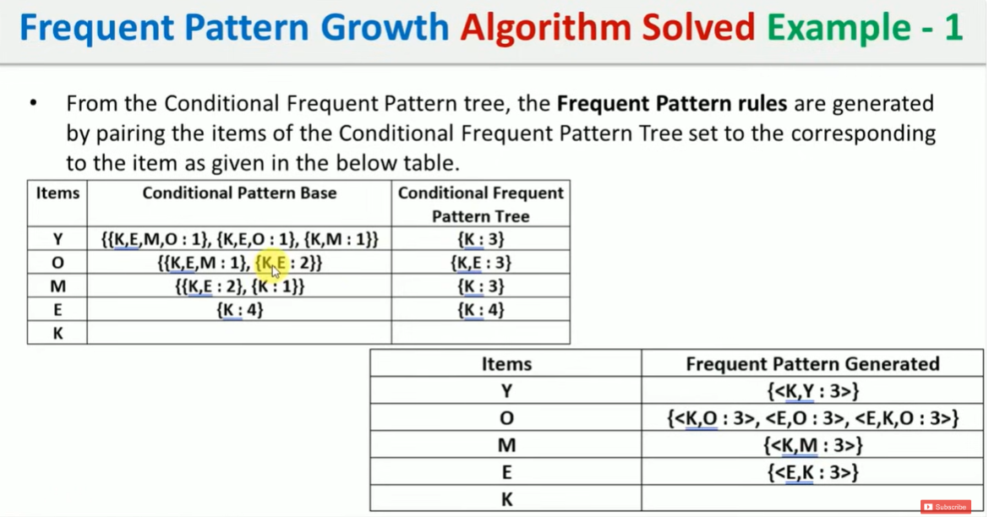 Frequent Pattern Growth Algorithm Solved Example - 1
• From the Conditional Frequent Pattern tree, the Frequent Pattern rules are generated
by pairing the items of the Conditional Frequent Pattern Tree set to the corresponding
to the item as given in the below table.
Items Conditional Pattern Base Conditional Frequent
Pattern Tree
Y {{K,E,M,O : 1}, {K,E,O : 1}, {K,M : 1}} {K : 3}
O {{K,E,M : 1}, {K,E : 2}} {K,E : 3}
M {{K,E : 2}, {K : 1}} {K : 3}
E {K : 4} {K : 4}
K
Items Frequent Pattern Generated
Y {<K,Y : 3>}
O {<K,O : 3>, <E,O : 3>, <E,K,O : 3>}
M {<K,M : 3>}
E {<E,K : 3>}
K
Subscribe